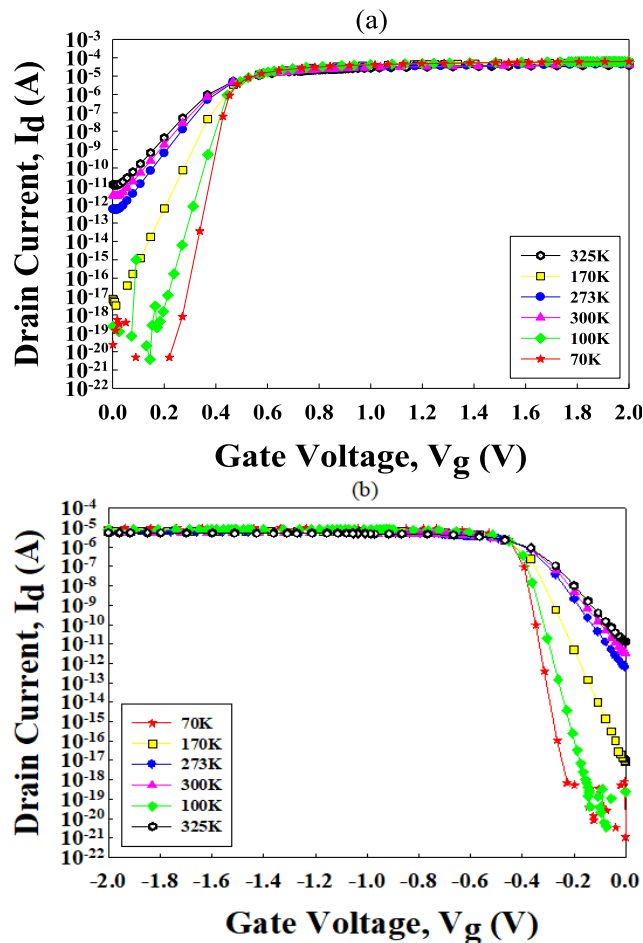 (a)
Drain Current, I_d (A)
10⁻³
10⁻⁴
10⁻⁵
10⁻⁶
10⁻⁷
10⁻⁸
10⁻⁹
10⁻¹⁰
10⁻¹¹
10⁻¹²
10⁻¹³
10⁻¹⁴
10⁻¹⁵
10⁻¹⁶
10⁻¹⁷
10⁻¹⁸
10⁻¹⁹
10⁻²⁰
10⁻²¹
10⁻²²
325K
170K
273K
300K
100K
70K
0.0 0.2 0.4 0.6 0.8 1.0 1.2 1.4 1.6 1.8 2.0
Gate Voltage, V_g (V)
(b)
Drain Current, I_d (A)
10⁻⁴
10⁻⁵
10⁻⁶
10⁻⁷
10⁻⁸
10⁻⁹
10⁻¹⁰
10⁻¹¹
10⁻¹²
10⁻¹³
10⁻¹⁴
10⁻¹⁵
10⁻¹⁶
10⁻¹⁷
10⁻¹⁸
10⁻¹⁹
10⁻²⁰
10⁻²¹
10⁻²²
70K
170K
273K
300K
100K
325K
−2.0 −1.8 −1.6 −1.4 −1.2 −1.0 −0.8 −0.6 −0.4 −0.2 0.0
Gate Voltage, V_g (V)